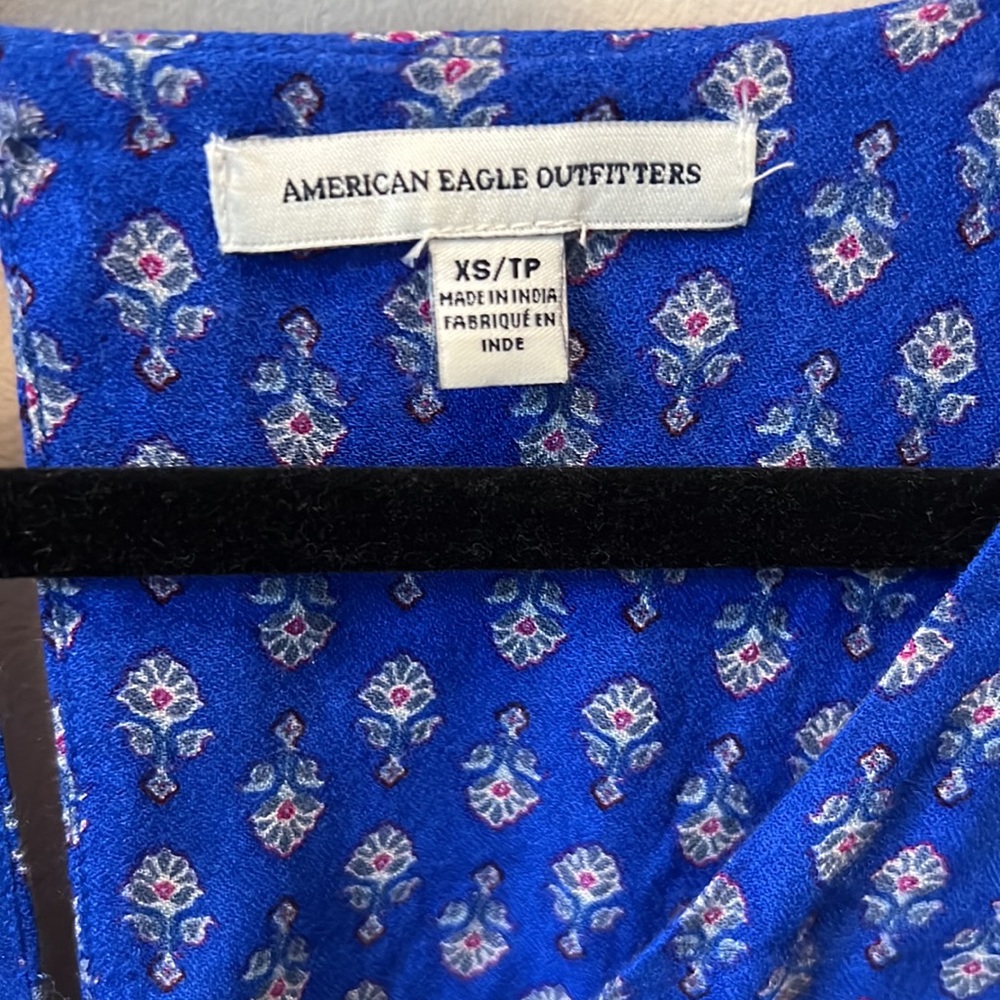 AMERICAN EAGLE OUTFITTERS
XS/TP
MADE IN INDIA
FABRIQUÉ EN
INDE